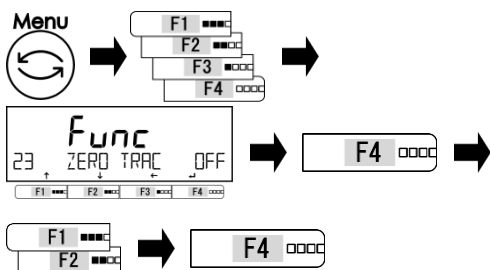 Menu
F1
F2
F3
F4
Func
23 ZERO TRAC OFF
F1 F2 F3 F4
F4
F1
F2
F4